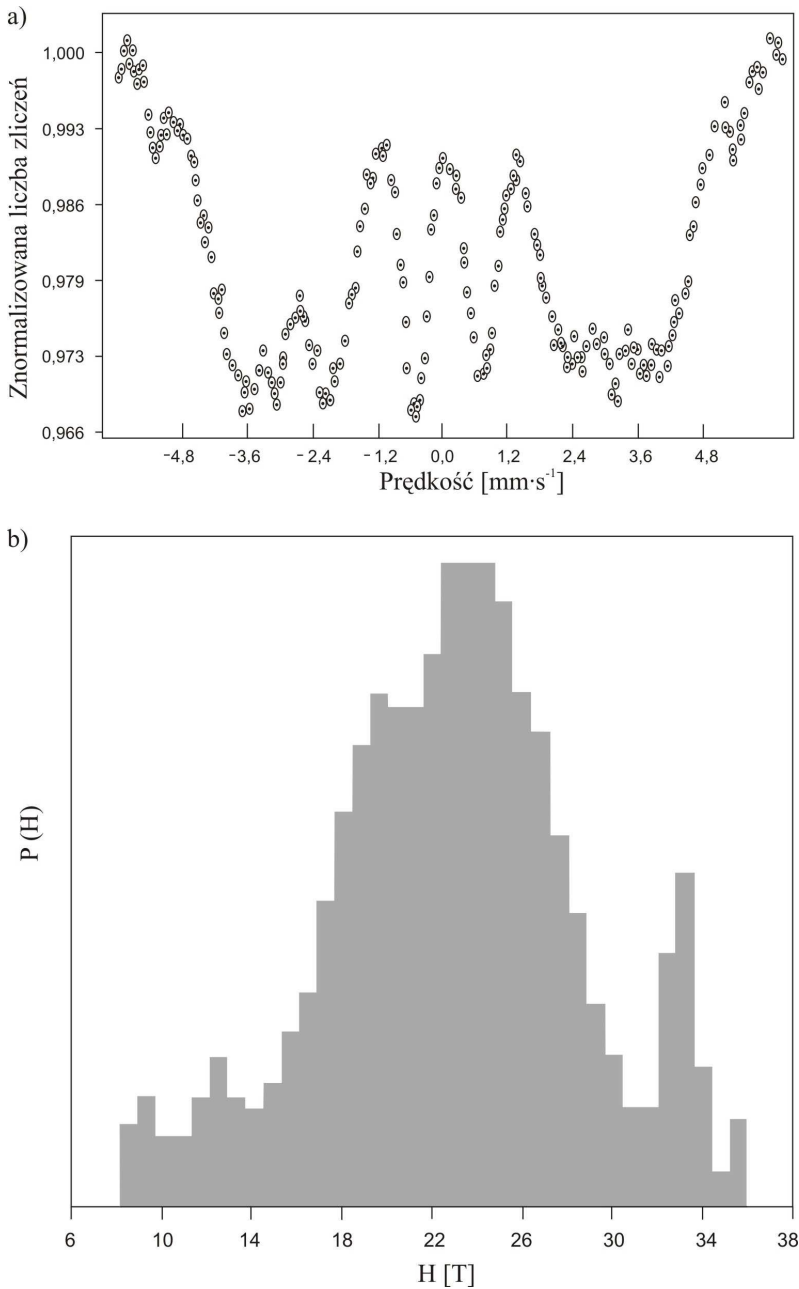 a)
Znormalizowana liczba zliczeń
1,000
0,993
0,986
0,979
0,973
0,966
−4,8 −3,6 −2,4 −1,2 0,0 1,2 2,4 3,6 4,8
Prędkość [mm·s⁻¹]
b)
P (H)
6 10 14 18 22 26 30 34 38
H [T]